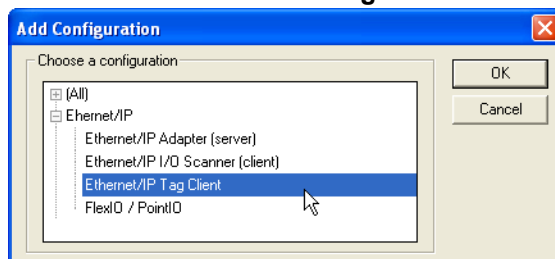 Add Configuration
Choose a configuration
OK
Cancel
(All)
Ehernet/IP
Ethernet/IP Adapter (server)
Ethernet/IP I/O Scanner (client)
Ethernet/IP Tag Client
FlexIO / PointIO